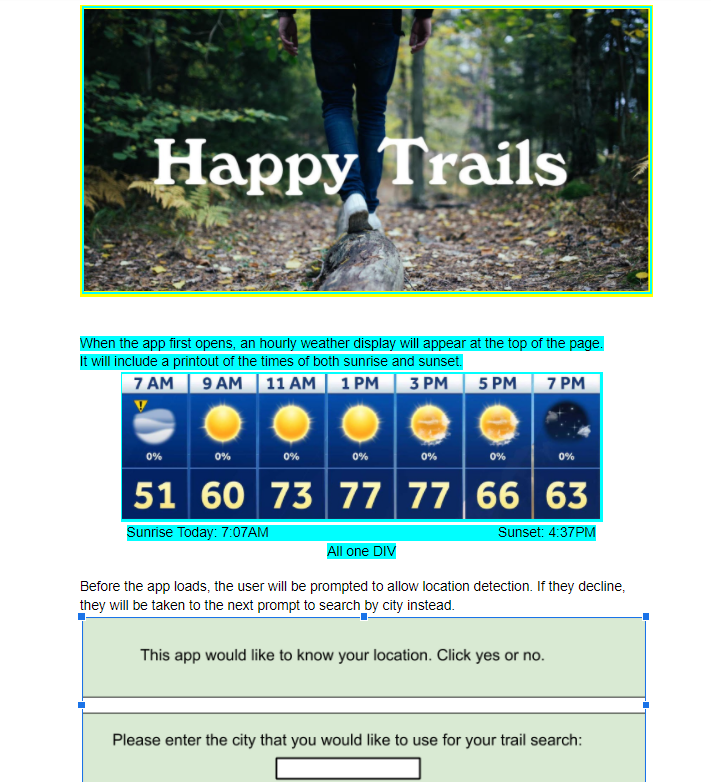 Happy Trails
When the app first opens, an hourly weather display will appear at the top of the page.
It will include a printout of the times of both sunrise and sunset.
7 AM 9 AM 11 AM 1 PM 3 PM 5 PM 7 PM
!
0% 0% 0% 0% 0% 0% 0%
51 60 73 77 77 66 63
Sunrise Today: 7:07AM Sunset: 4:37PM
All one DIV
Before the app loads, the user will be prompted to allow location detection. If they decline,
they will be taken to the next prompt to search by city instead.
This app would like to know your location. Click yes or no.
Please enter the city that you would like to use for your trail search: